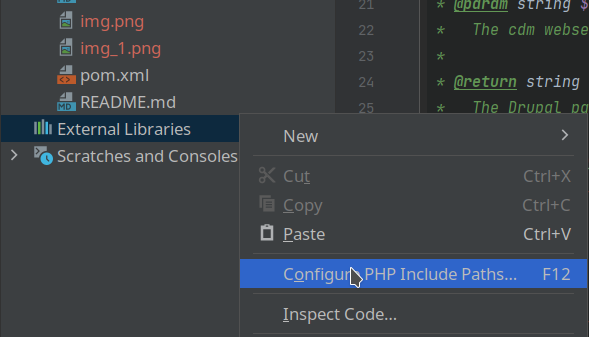 img.png
img_1.png
pom.xml
MD README.md
External Libraries
Scratches and Consoles
21 * @param string $
22 * The cdm webse
23 *
24 * @return string
25 * The Drupal pa
New
Cut Ctrl+X
Copy Ctrl+C
Paste Ctrl+V
Configure PHP Include Paths... F12
Inspect Code...